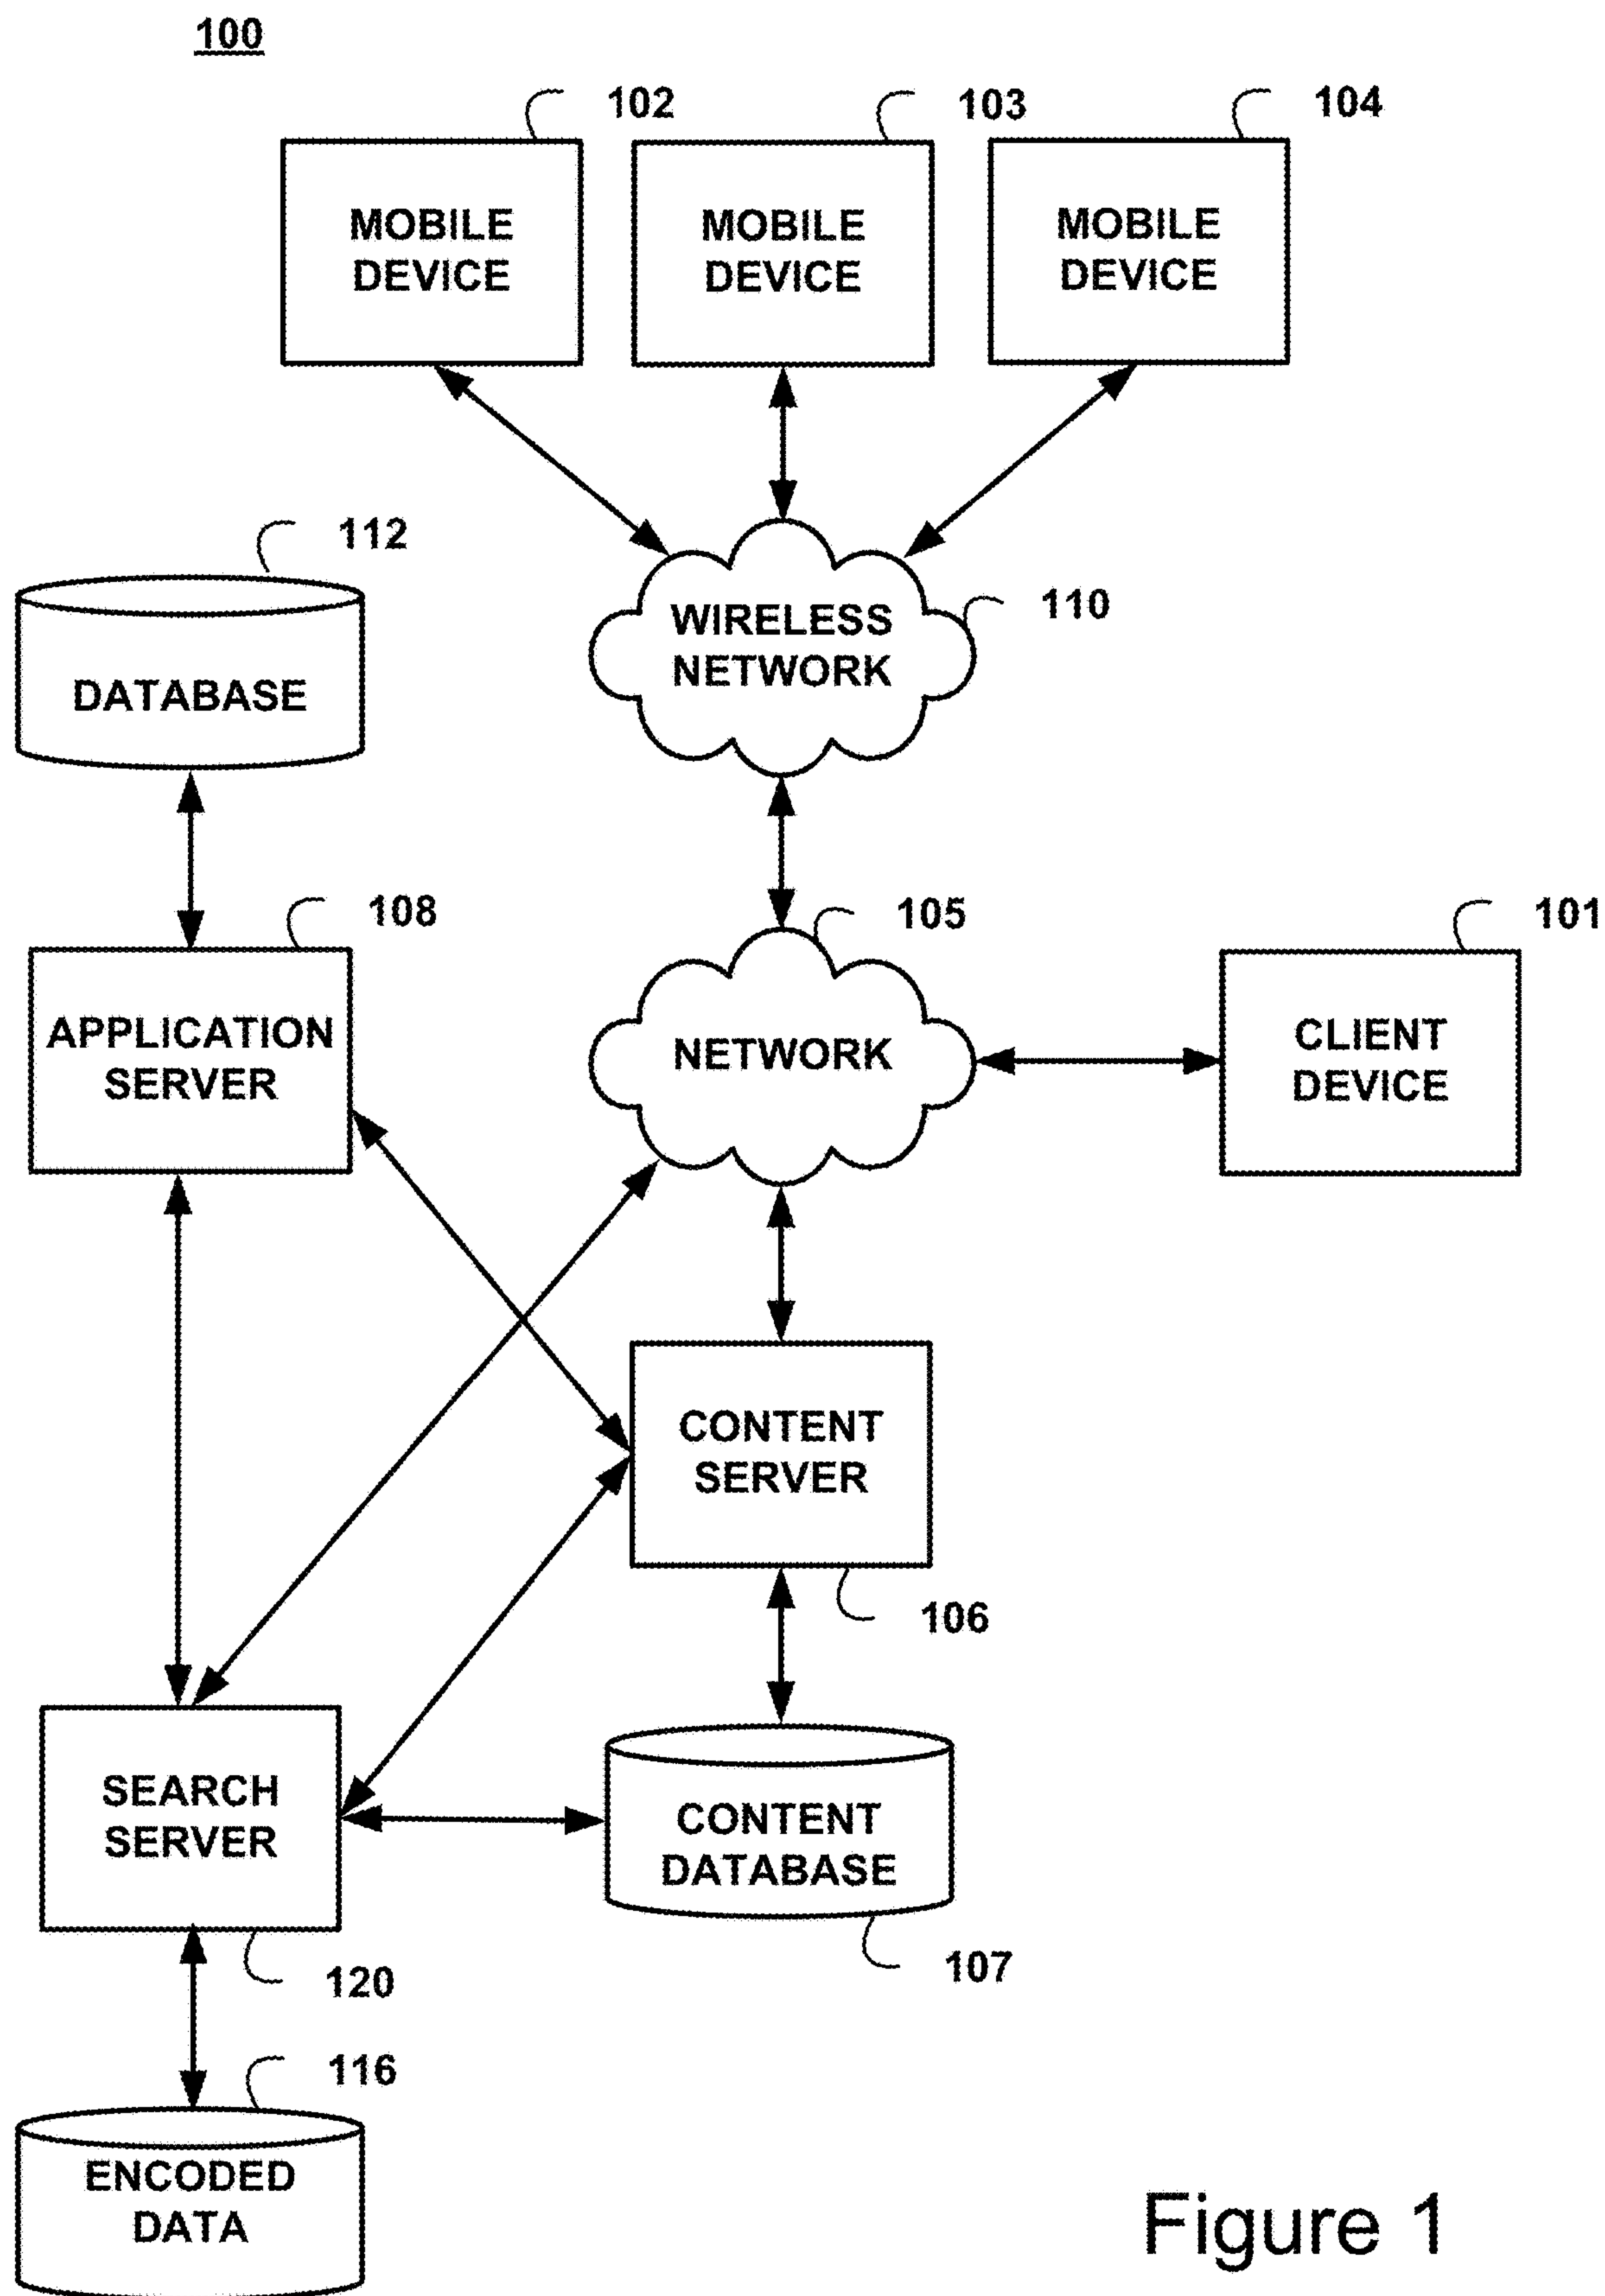 100
102
103
104
MOBILE
DEVICE
MOBILE
DEVICE
MOBILE
DEVICE
112
110
WIRELESS
NETWORK
DATABASE
108
105
101
APPLICATION
SERVER
NETWORK
CLIENT
DEVICE
CONTENT
SERVER
106
SEARCH
SERVER
CONTENT
DATABASE
107
120
116
ENCODED
DATA
Figure 1